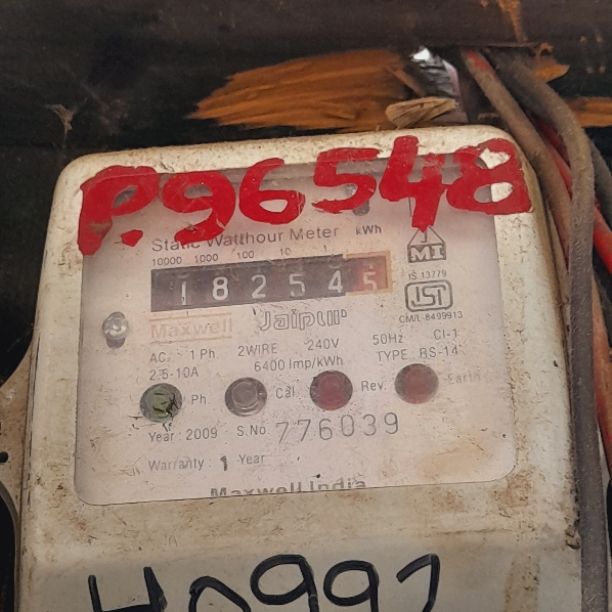 P.96548
Static Watthour Meter kWh
10000 1000 100 10 1
182545
MI
IS 13779
ISI
CM/L-8499913
Maxwell Jaipur
AC 1 Ph. 2WIRE 240V 50Hz Cl-1
2.5-10A 6400 Imp/kWh TYPE RS-14
Ph. Cal Rev. Earth
Year : 2009 S.No 776039
Warranty : 1 Year
Maxwell India